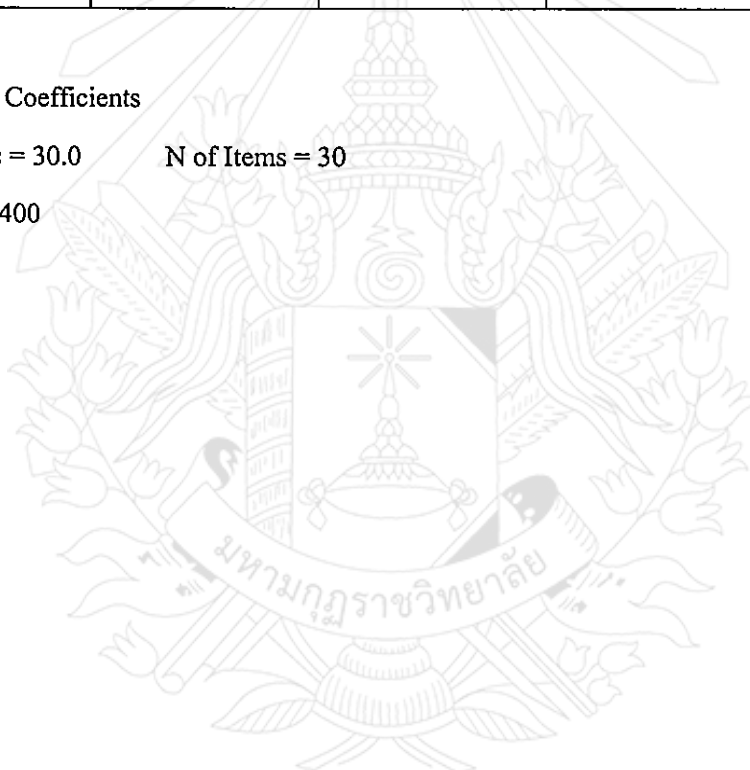 Coefficients
= 30.0 N of Items = 30
400
มหามกุฏราชวิทยาลัย